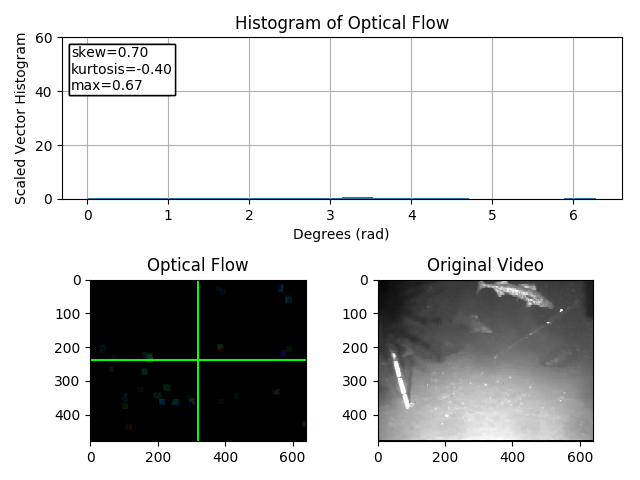 Histogram of Optical Flow
60
40
20
0
Scaled Vector Histogram
skew=0.70
kurtosis=-0.40
max=0.67
0 1 2 3 4 5 6
Degrees (rad)
Optical Flow
0
100
200
300
400
0 200 400 600
Original Video
0
100
200
300
400
0 200 400 600